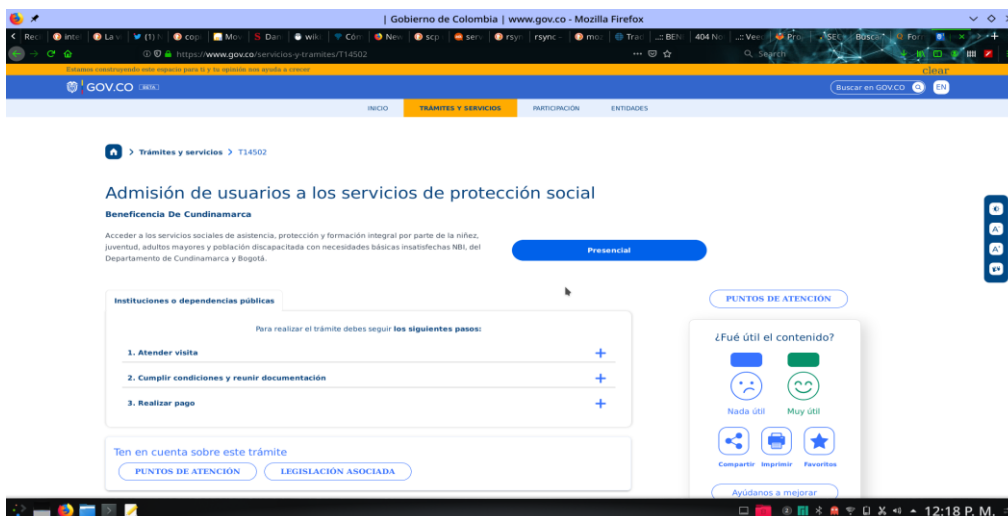 | Gobierno de Colombia | www.gov.co - Mozilla Firefox
https://www.gov.co/servicios-y-tramites/T14502
Search
Estamos construyendo este espacio para ti y tu opinión nos ayuda a crecer
clear
GOV.CO BETA
Buscar en GOV.CO
EN
INICIO TRÁMITES Y SERVICIOS PARTICIPACIÓN ENTIDADES
> Trámites y servicios > T14502
Admisión de usuarios a los servicios de protección social
Beneficencia De Cundinamarca
Acceder a los servicios sociales de asistencia, protección y formación integral por parte de la niñez,
juventud, adultos mayores y población discapacitada con necesidades básicas insatisfechas NBI, del
Departamento de Cundinamarca y Bogotá.
Presencial
Instituciones o dependencias públicas
Para realizar el trámite debes seguir los siguientes pasos:
1. Atender visita
2. Cumplir condiciones y reunir documentación
3. Realizar pago
Ten en cuenta sobre este trámite
PUNTOS DE ATENCIÓN LEGISLACIÓN ASOCIADA
PUNTOS DE ATENCIÓN
¿Fué útil el contenido?
Nada útil Muy útil
Compartir Imprimir Favoritos
Ayúdanos a mejorar
12:18 P. M.